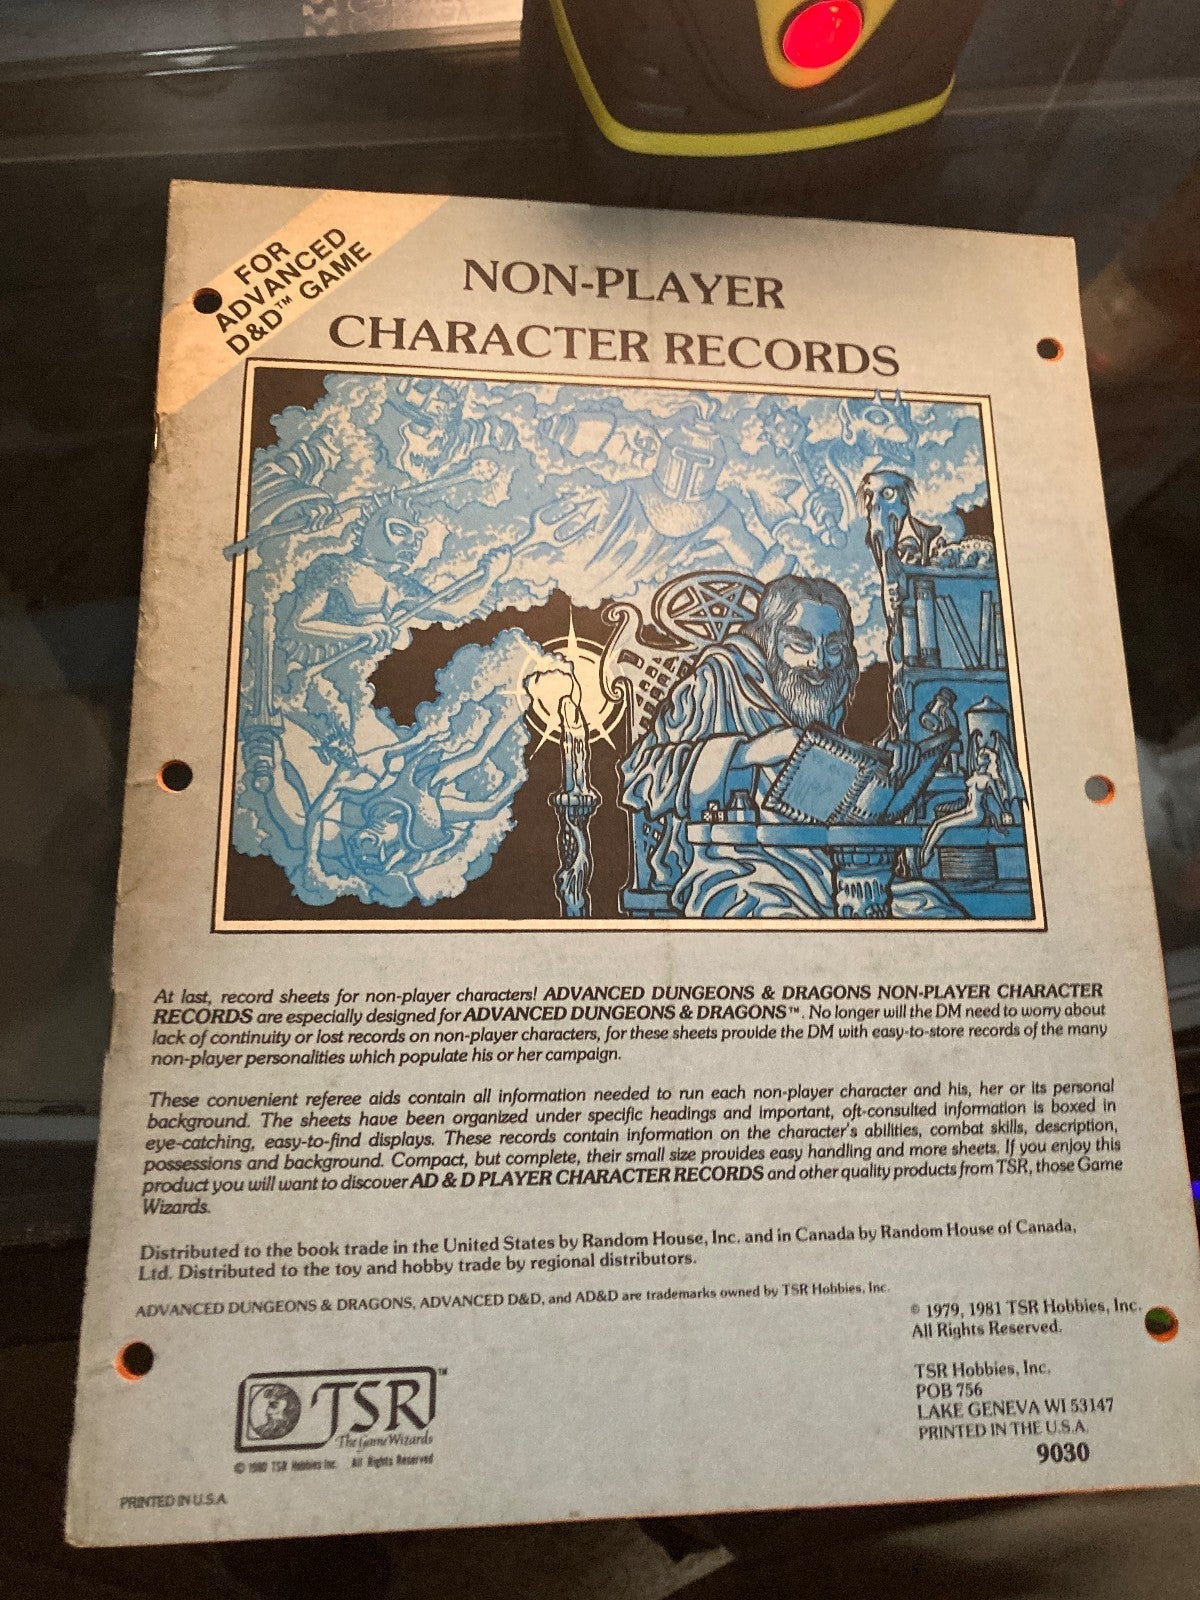 FOR
ADVANCED
D&D™ GAME
NON-PLAYER
CHARACTER RECORDS
At last, record sheets for non-player characters! ADVANCED DUNGEONS & DRAGONS NON-PLAYER CHARACTER
RECORDS are especially designed for ADVANCED DUNGEONS & DRAGONS™. No longer will the DM need to worry about
lack of continuity or lost records on non-player characters, for these sheets provide the DM with easy-to-store records of the many
non-player personalities which populate his or her campaign.
These convenient referee aids contain all information needed to run each non-player character and his, her or its personal
background. The sheets have been organized under specific headings and important, oft-consulted information is boxed in
eye-catching, easy-to-find displays. These records contain information on the character's abilities, combat skills, description,
possessions and background. Compact, but complete, their small size provides easy handling and more sheets. If you enjoy this
product you will want to discover AD & D PLAYER CHARACTER RECORDS and other quality products from TSR, those Game
Wizards.
Distributed to the book trade in the United States by Random House, Inc. and in Canada by Random House of Canada,
Ltd. Distributed to the toy and hobby trade by regional distributors.
ADVANCED DUNGEONS & DRAGONS, ADVANCED D&D, and AD&D are trademarks owned by TSR Hobbies, Inc.
© 1979, 1981 TSR Hobbies, Inc.
All Rights Reserved.
TSR Hobbies, Inc.
POB 756
LAKE GENEVA WI 53147
PRINTED IN THE U.S.A.
9030
TSR™
The Game Wizards
© 1980 TSR Hobbies Inc. All Rights Reserved
PRINTED IN U.S.A.